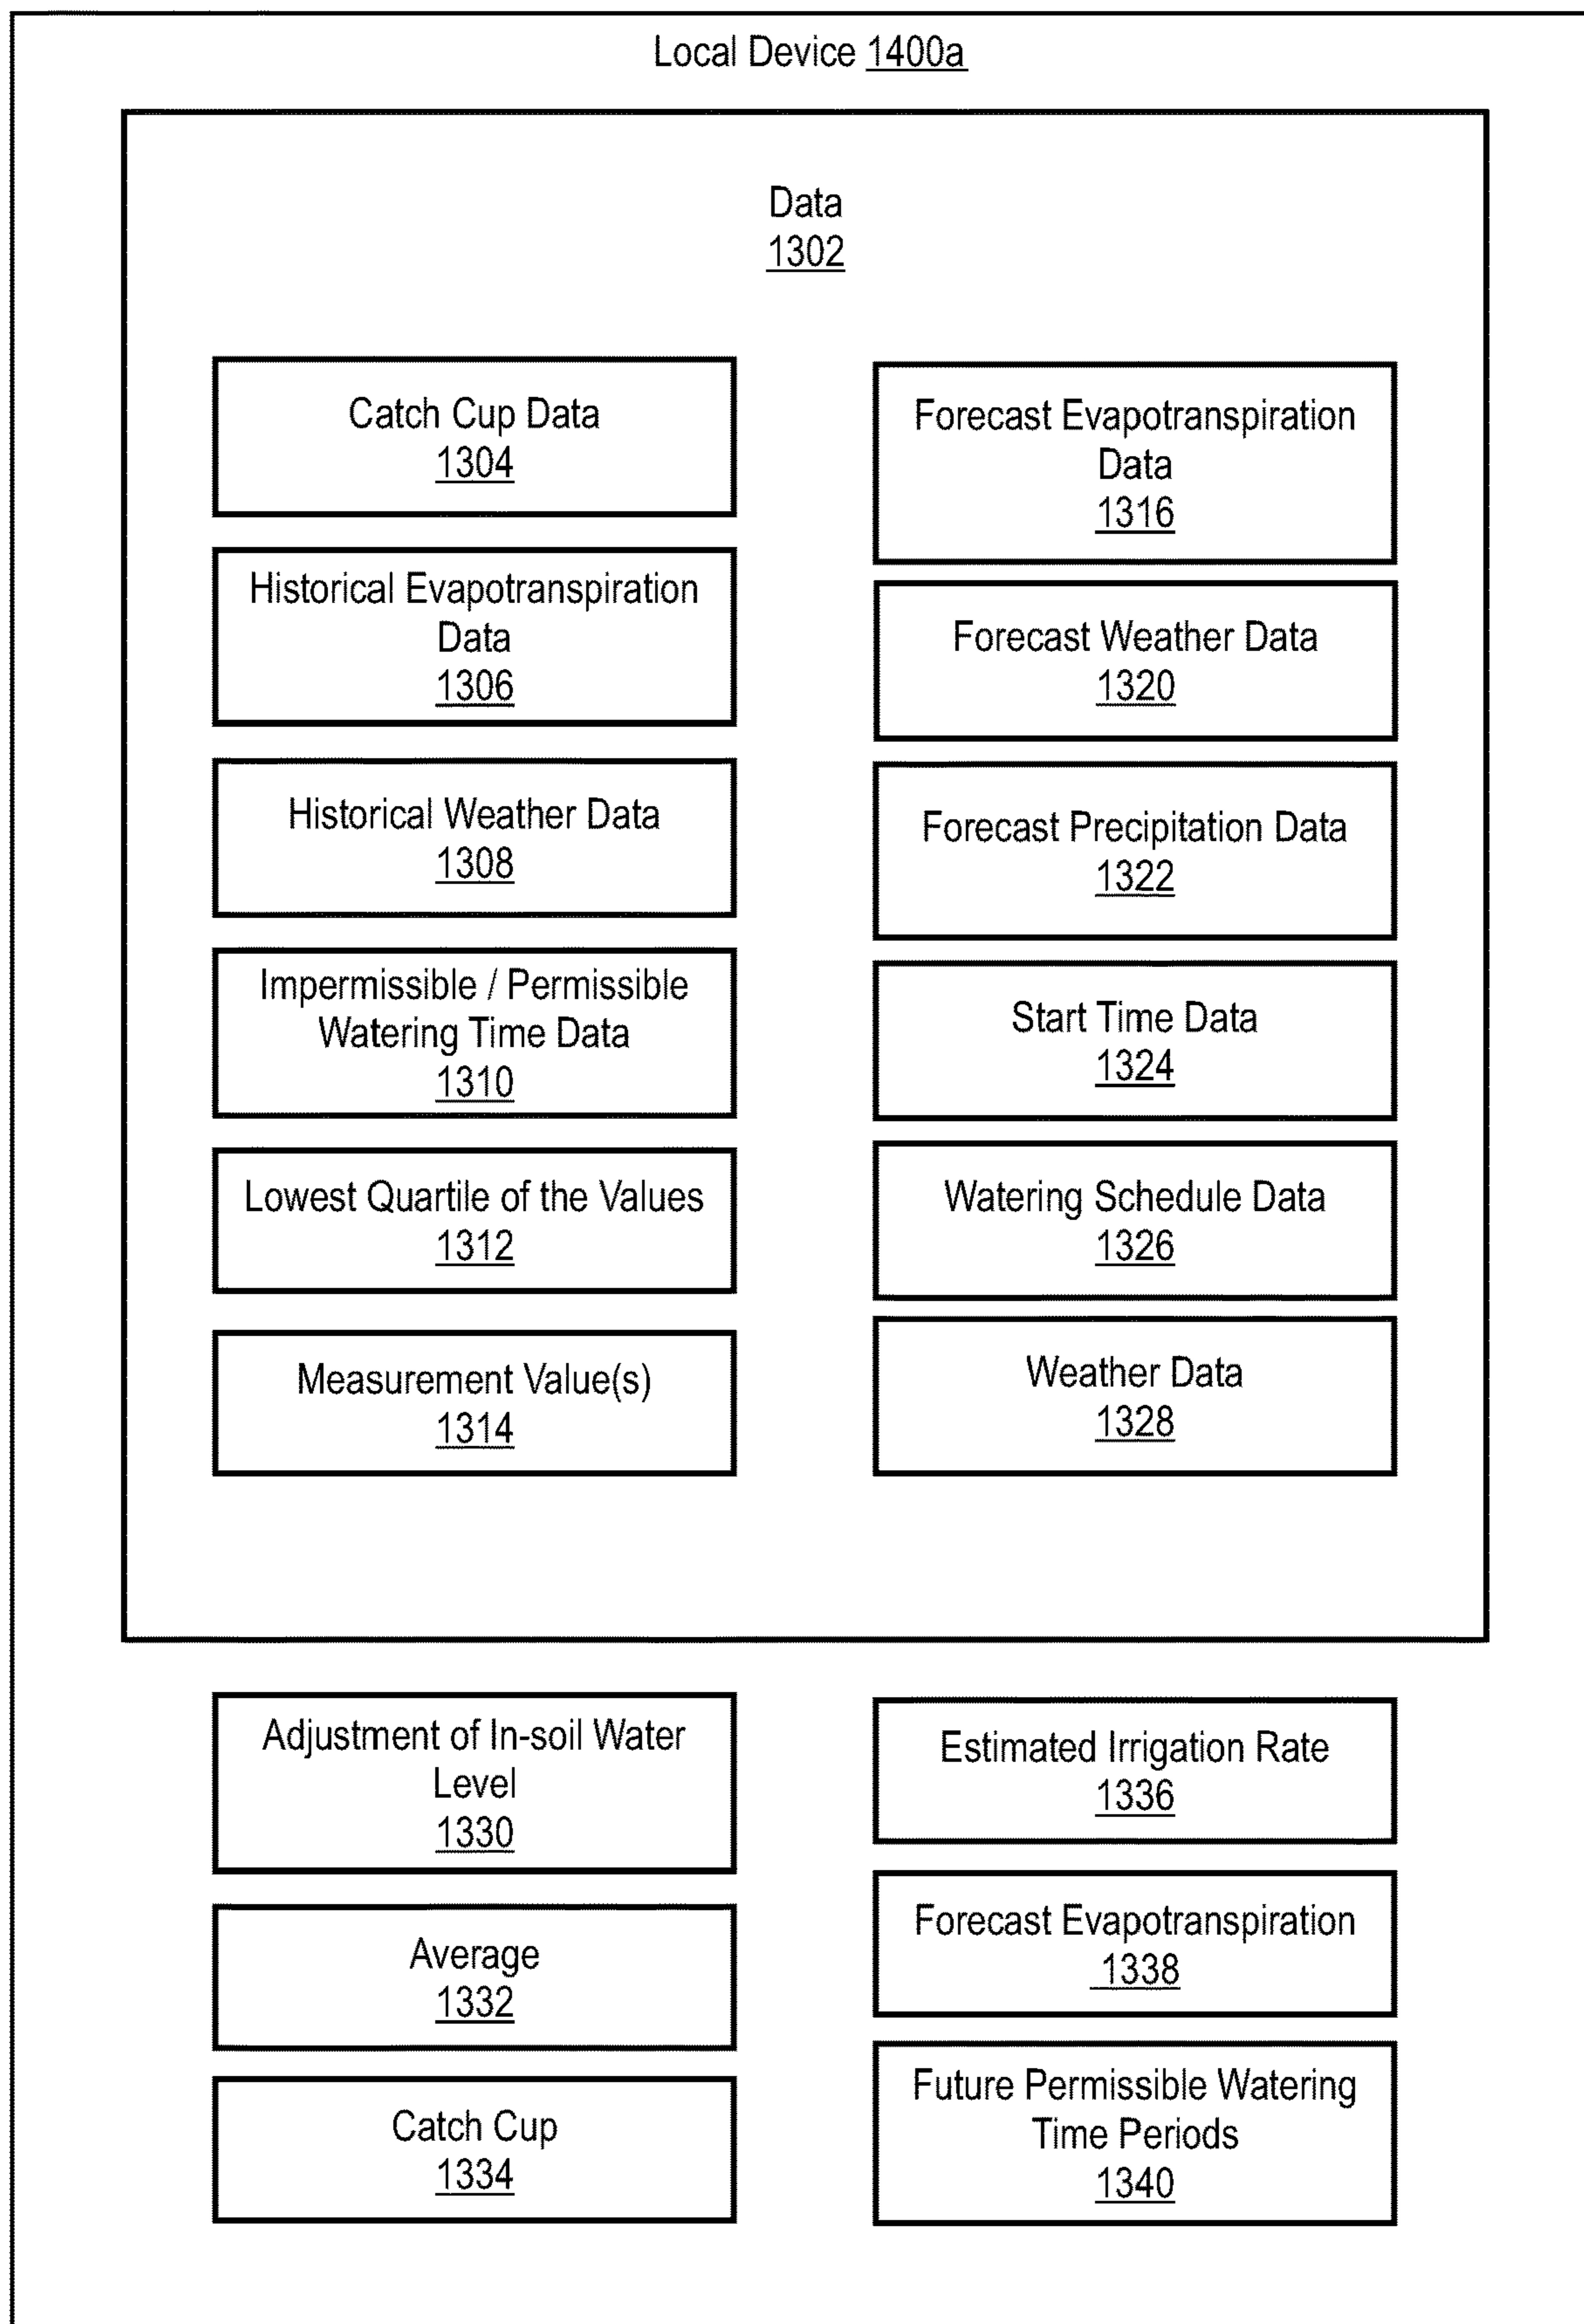 Local Device 1400a
Data
1302
Catch Cup Data
1304
Historical Evapotranspiration
Data
1306
Historical Weather Data
1308
Impermissible / Permissible
Watering Time Data
1310
Lowest Quartile of the Values
1312
Measurement Value(s)
1314
Forecast Evapotranspiration
Data
1316
Forecast Weather Data
1320
Forecast Precipitation Data
1322
Start Time Data
1324
Watering Schedule Data
1326
Weather Data
1328
Adjustment of In-soil Water
Level
1330
Average
1332
Catch Cup
1334
Estimated Irrigation Rate
1336
Forecast Evapotranspiration
1338
Future Permissible Watering
Time Periods
1340